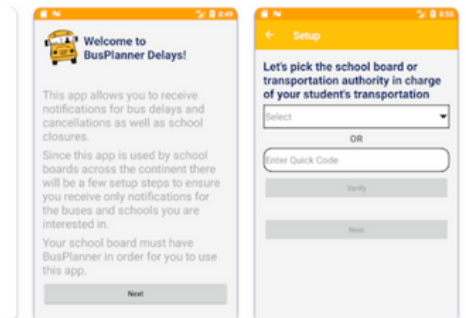 8:49
Welcome to
BusPlanner Delays!
This app allows you to receive
notifications for bus delays and
cancellations as well as school
closures.
Since this app is used by school
boards across the continent there
will be a few setup steps to ensure
you receive only notifications for
the buses and schools you are
interested in.
Your school board must have
BusPlanner in order for you to use
this app.
Next
8:55
Setup
Let's pick the school board or
transportation authority in charge
of your student's transportation
Select
OR
Enter Quick Code
Verify
Next